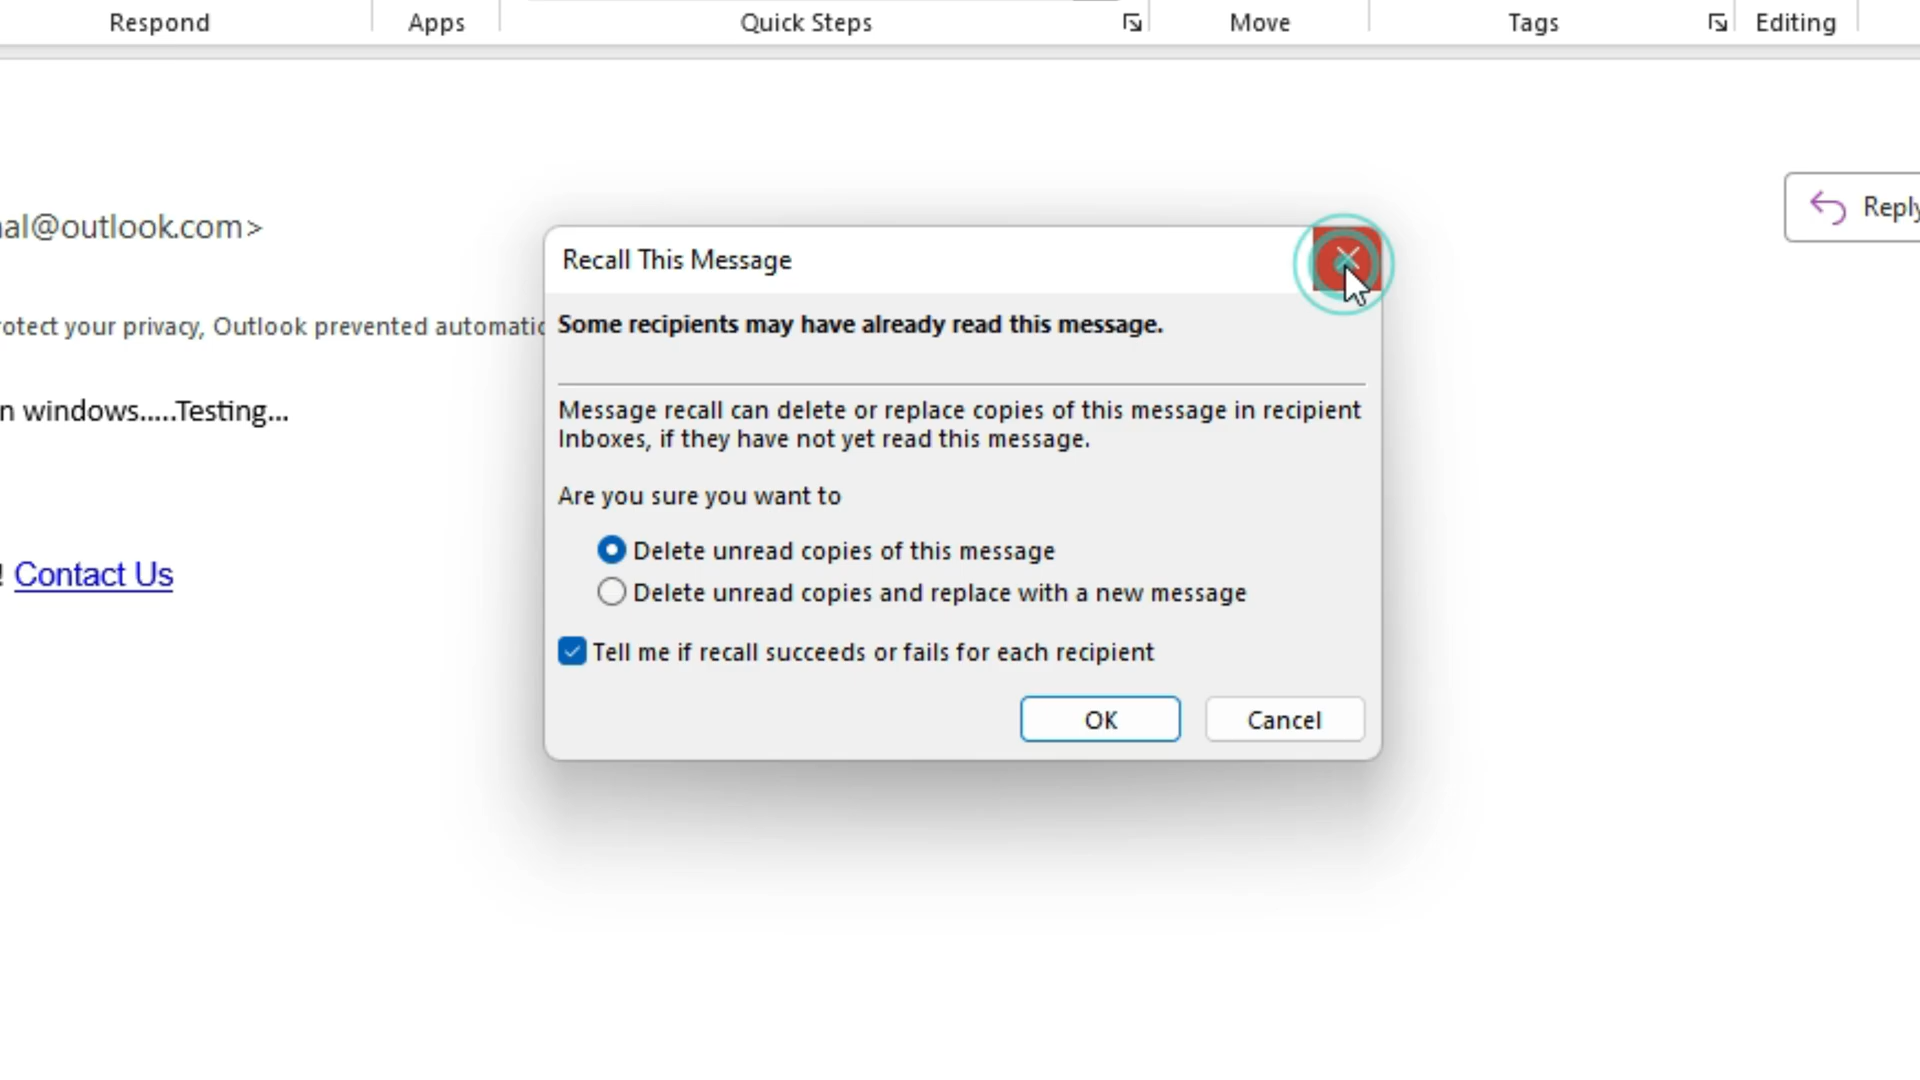 Respond
Apps
Quick Steps
Move
Tags
Editing
al@outlook.com>
Reply
Recall This Message
otect your privacy, Outlook prevented automatic
Some recipients may have already read this message.
Message recall can delete or replace copies of this message in recipient
Inboxes, if they have not yet read this message.
n windows.....Testing...
Are you sure you want to
Delete unread copies of this message
! Contact Us
Delete unread copies and replace with a new message
Tell me if recall succeeds or fails for each recipient
OK
Cancel